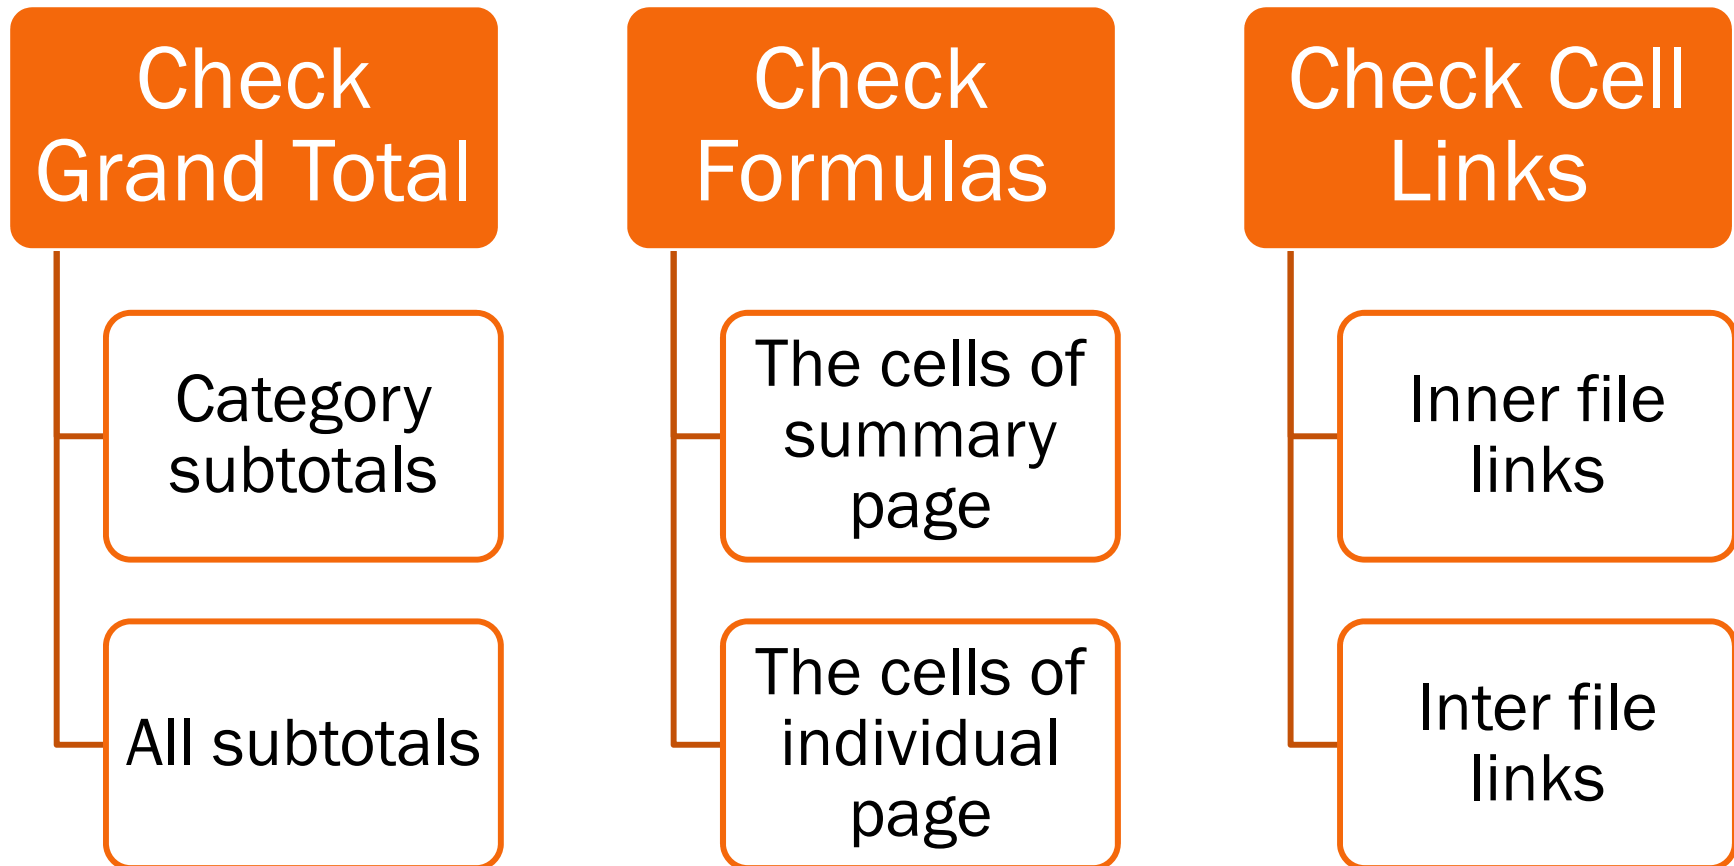 Check
Grand Total
Category
subtotals
All subtotals
Check
Formulas
The cells of
summary
page
The cells of
individual
page
Check Cell
Links
Inner file
links
Inter file
links